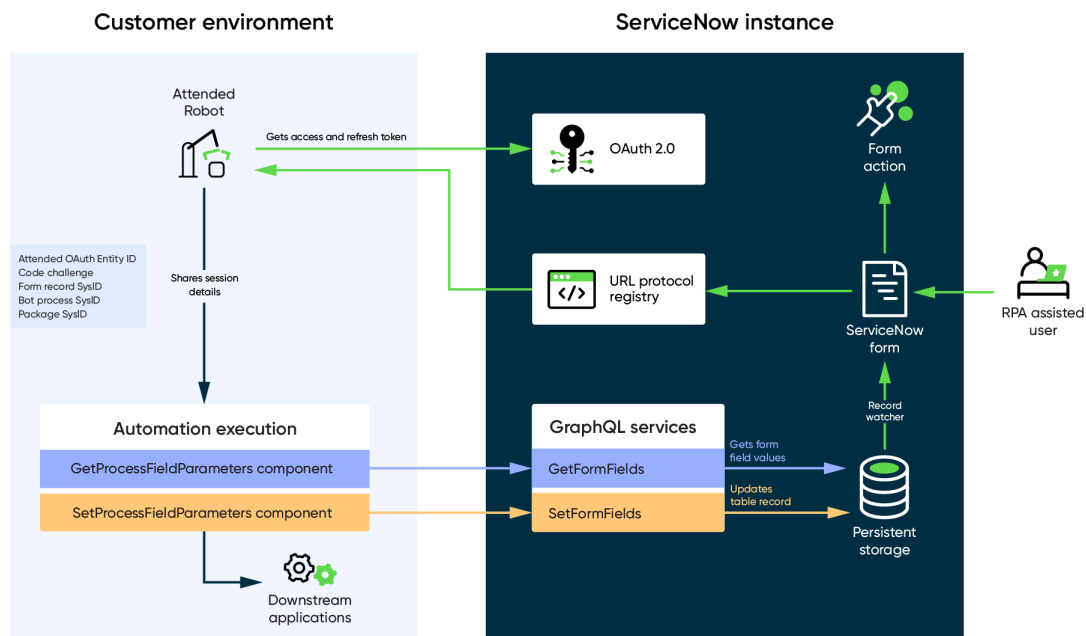 Customer environment
ServiceNow instance
Attended
Robot
Gets access and refresh token
OAuth 2.0
Form
action
Attended OAuth Entity ID
Code challenge
Form record SysID
Bot process SysID
Package SysID
Shares session
details
URL protocol
registry
ServiceNow
form
RPA assisted
user
Record
watcher
Automation execution
GetProcessFieldParameters component
SetProcessFieldParameters component
GraphQL services
GetFormFields
SetFormFields
Gets form
field values
Updates
table record
Persistent
storage
Downstream
applications